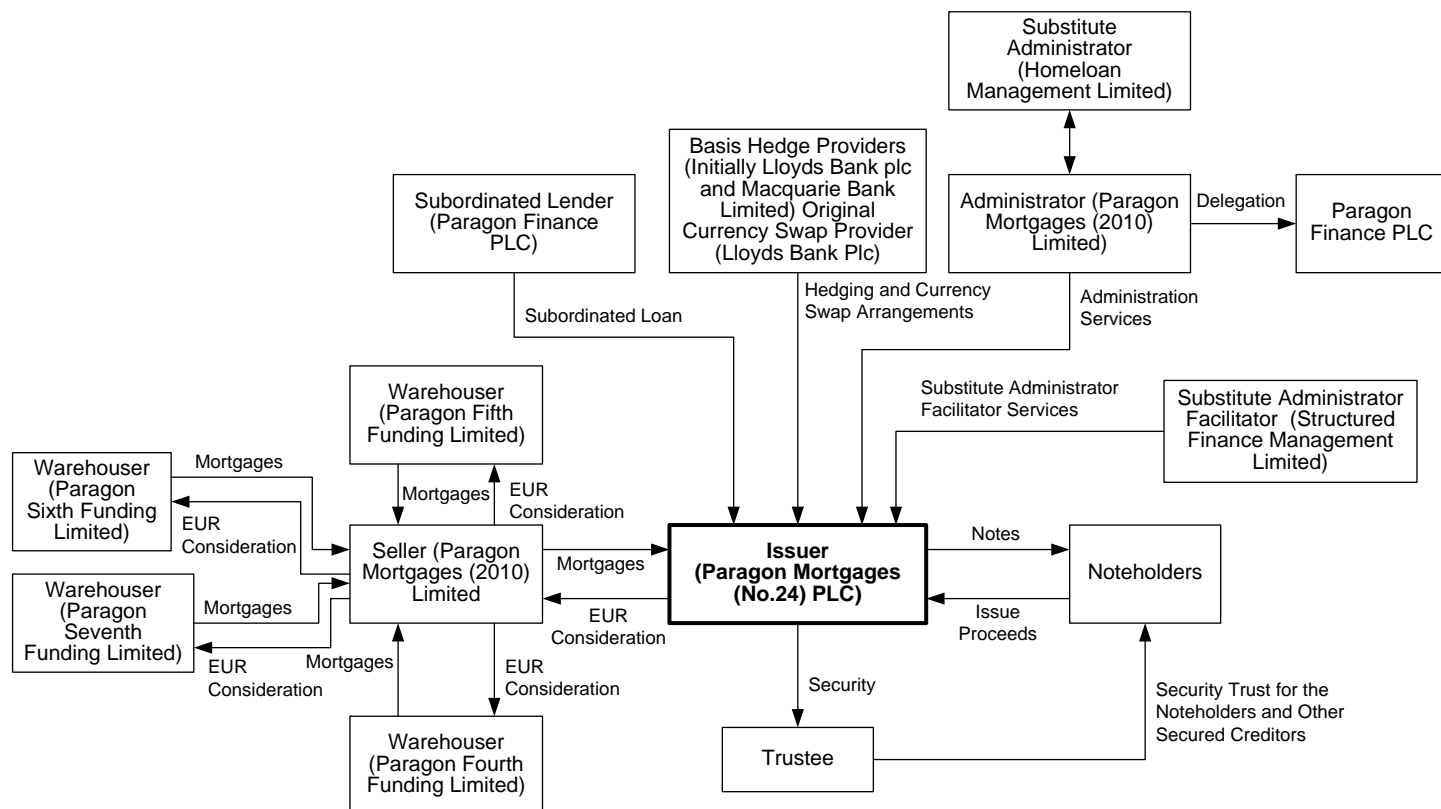 Substitute
Administrator
(Homeloan
Management Limited)
Basis Hedge Providers
(Initially Lloyds Bank plc
and Macquarie Bank
Limited) Original
Currency Swap Provider
(Lloyds Bank Plc)
Subordinated Lender
(Paragon Finance
PLC)
Administrator (Paragon
Mortgages (2010)
Limited)
Delegation
Paragon
Finance PLC
Subordinated Loan
Hedging and Currency
Swap Arrangements
Administration
Services
Warehouser
(Paragon Fifth
Funding Limited)
Substitute Administrator
Facilitator Services
Substitute Administrator
Facilitator (Structured
Finance Management
Limited)
Warehouser
(Paragon
Sixth Funding
Limited)
Mortgages
EUR
Consideration
Mortgages
EUR
Consideration
Seller (Paragon
Mortgages (2010)
Limited
Mortgages
EUR
Consideration
Issuer
(Paragon Mortgages
(No.24) PLC)
Notes
Issue
Proceeds
Noteholders
Warehouser
(Paragon
Seventh
Funding Limited)
Mortgages
EUR
Consideration
Mortgages
EUR
Consideration
Warehouser
(Paragon Fourth
Funding Limited)
Security
Trustee
Security Trust for the
Noteholders and Other
Secured Creditors